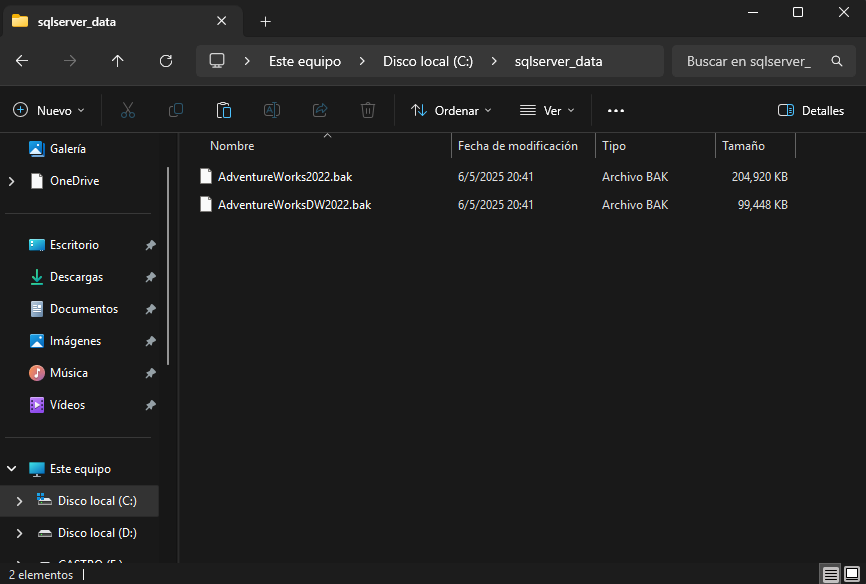 sqlserver_data
Este equipo > Disco local (C:) > sqlserver_data
Buscar en sqlserver_
Nuevo
Ordenar
Ver
Detalles
Galería
OneDrive
Escritorio
Descargas
Documentos
Imágenes
Música
Vídeos
Este equipo
Disco local (C:)
Disco local (D:)
Nombre Fecha de modificación Tipo Tamaño
AdventureWorks2022.bak 6/5/2025 20:41 Archivo BAK 204,920 KB
AdventureWorksDW2022.bak 6/5/2025 20:41 Archivo BAK 99,448 KB
2 elementos